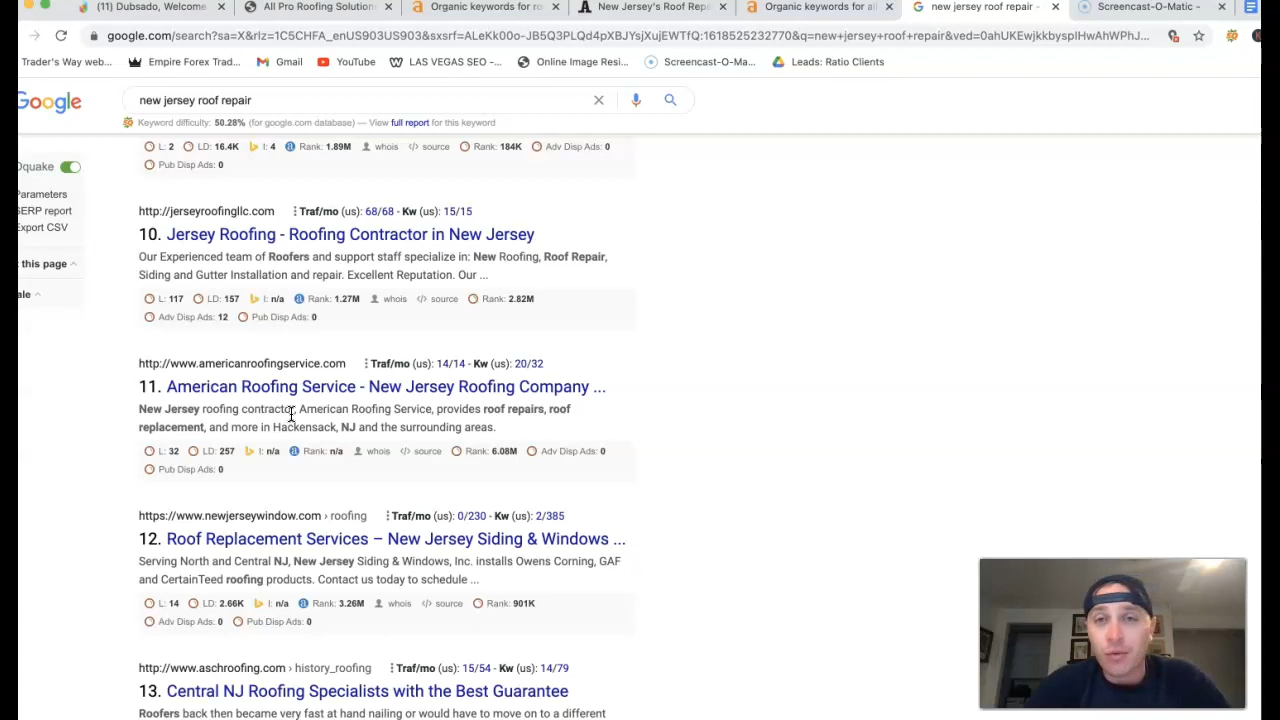 (11) Dubsado, Welcome
All Pro Roofing Solution
Organic keywords for ro
New Jersey's Roof Rep
Organic keywords for all
new jersey roof repair -
Screencast-O-Matic -
google.com/search?sa=X&rlz=1C5CHFA_enUS903US903&sxsrf=ALeKk00o-JB5Q3PLQd4pXBJYsjXujEWTfQ:1618525232770&q=new+jersey+roof+repair&ved=0ahUKEwjkkbyspIHwAhWPhJ...
Trader's Way web...
Empire Forex Trad...
Gmail
YouTube
LAS VEGAS SEO -...
Online Image Resi...
Screencast-O-Ma...
Leads: Ratio Clients
Google
new jersey roof repair
Keyword difficulty: 50.28% (for google.com database) — View full report for this keyword
Oquake
Parameters
SERP report
Export CSV
t this page
ale
L: 2 LD: 16.4K I: 4 Rank: 1.89M whois source Rank: 184K Adv Disp Ads: 0
Pub Disp Ads: 0
http://jerseyroofingllc.com Traf/mo (us): 68/68 - Kw (us): 15/15
10. Jersey Roofing - Roofing Contractor in New Jersey
Our Experienced team of Roofers and support staff specialize in: New Roofing, Roof Repair,
Siding and Gutter Installation and repair. Excellent Reputation. Our ...
L: 117 LD: 157 I: n/a Rank: 1.27M whois source Rank: 2.82M
Adv Disp Ads: 12 Pub Disp Ads: 0
http://www.americanroofingservice.com Traf/mo (us): 14/14 - Kw (us): 20/32
11. American Roofing Service - New Jersey Roofing Company ...
New Jersey roofing contractor, American Roofing Service, provides roof repairs, roof
replacement, and more in Hackensack, NJ and the surrounding areas.
L: 32 LD: 257 I: n/a Rank: n/a whois source Rank: 6.08M Adv Disp Ads: 0
Pub Disp Ads: 0
https://www.newjerseywindow.com › roofing Traf/mo (us): 0/230 - Kw (us): 2/385
12. Roof Replacement Services – New Jersey Siding & Windows ...
Serving North and Central NJ, New Jersey Siding & Windows, Inc. installs Owens Corning, GAF
and CertainTeed roofing products. Contact us today to schedule ...
L: 14 LD: 2.66K I: n/a Rank: 3.26M whois source Rank: 901K
Adv Disp Ads: 0 Pub Disp Ads: 0
http://www.aschroofing.com › history_roofing Traf/mo (us): 15/54 - Kw (us): 14/79
13. Central NJ Roofing Specialists with the Best Guarantee
Roofers back then became very fast at hand nailing or would have to move on to a different